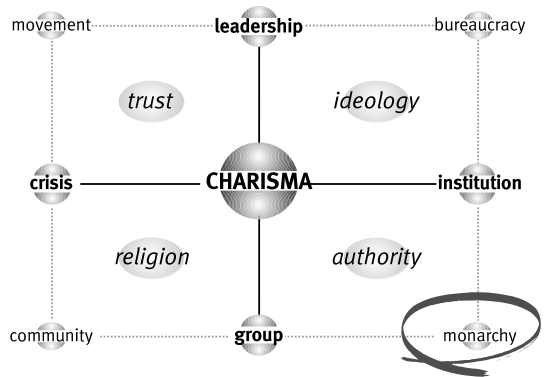 movement
leadership
bureaucracy
trust
ideology
crisis
CHARISMA
institution
religion
authority
community
group
monarchy